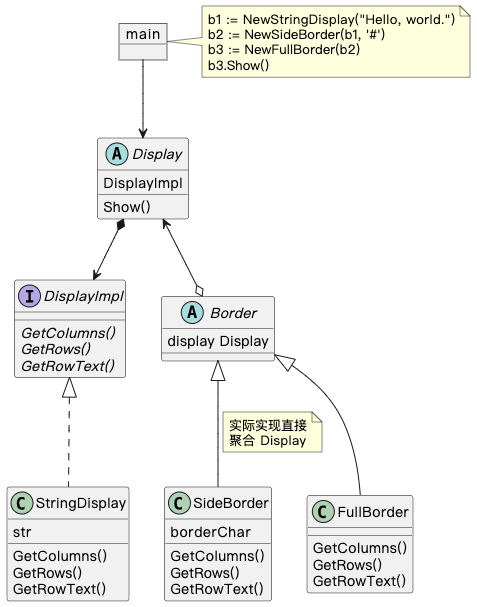 main
b1 := NewStringDisplay("Hello, world.")
b2 := NewSideBorder(b1, '#')
b3 := NewFullBorder(b2)
b3.Show()
A Display
DisplayImpl
Show()
I DisplayImpl
GetColumns()
GetRows()
GetRowText()
A Border
display Display
实际实现直接
聚合 Display
C StringDisplay
str
GetColumns()
GetRows()
GetRowText()
C SideBorder
borderChar
GetColumns()
GetRows()
GetRowText()
C FullBorder
GetColumns()
GetRows()
GetRowText()